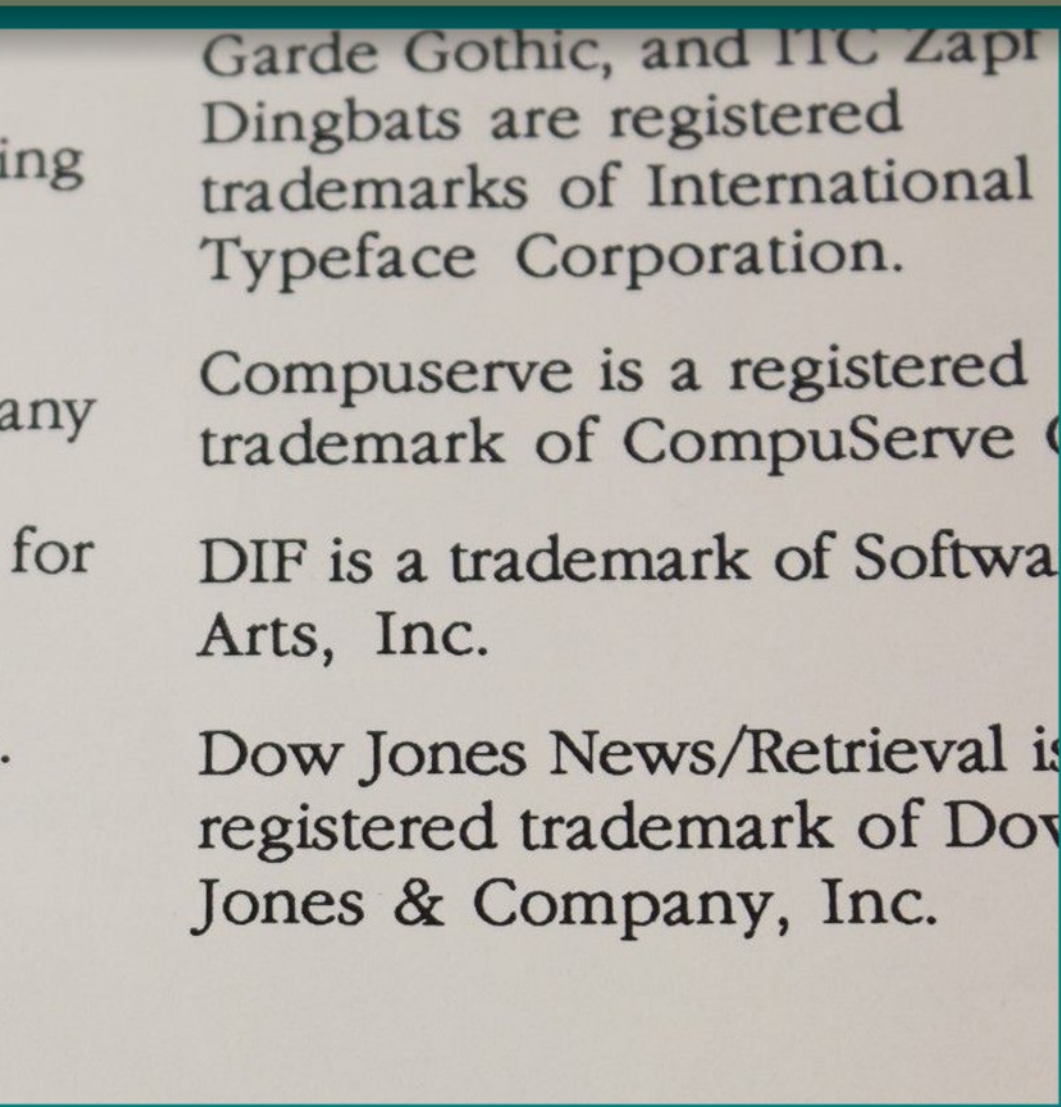 ing
any
for
.
Garde Gothic, and ITC Zapf
Dingbats are registered
trademarks of International
Typeface Corporation.
Compuserve is a registered
trademark of CompuServe
DIF is a trademark of Softwa
Arts, Inc.
Dow Jones News/Retrieval is
registered trademark of Dow
Jones & Company, Inc.